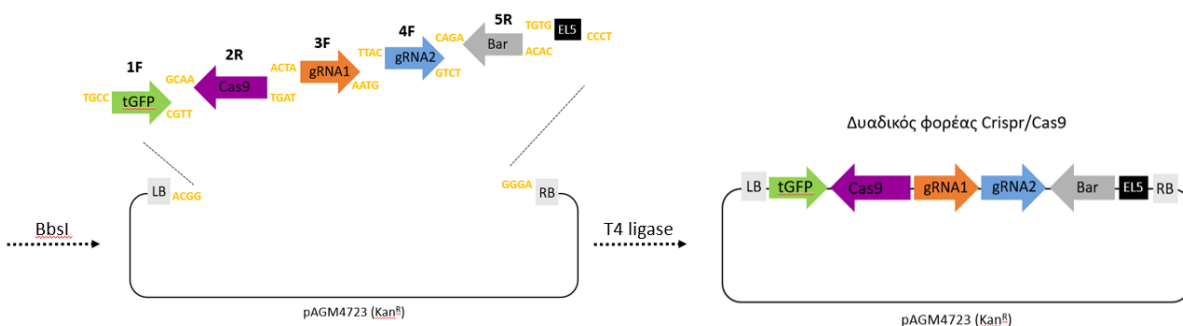 5R
TGTG
EL5
CCCT
4F
CAGA
Bar
ACAC
3F
TTAC
gRNA2
GTCT
2R
ACTA
gRNA1
AATG
1F
GCAA
Cas9
TGAT
TGCC
tGFP
CGTT
LB
ACGG
GGGA
RB
BbsI
T4 ligase
pAGM4723 (KanR)
Δυαδικός φορέας Crispr/Cas9
LB
tGFP
Cas9
gRNA1
gRNA2
Bar
EL5
RB
pAGM4723 (KanR)